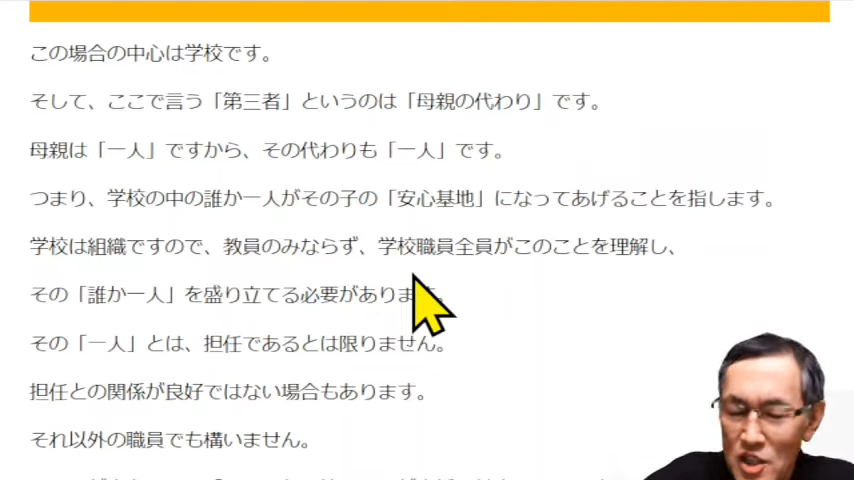 この場合の中心は学校です。
そして、ここで言う「第三者」というのは「母親の代わり」です。
母親は「一人」ですから、その代わりも「一人」です。
つまり、学校の中の誰か一人がその子の「安心基地」になってあげることを指します。
学校は組織ですので、教員のみならず、学校職員全員がこのことを理解し、
その「誰か一人」を盛り立てる必要があります。
その「一人」とは、担任であるとは限りません。
担任との関係が良好ではない場合もあります。
それ以外の職員でも構いません。